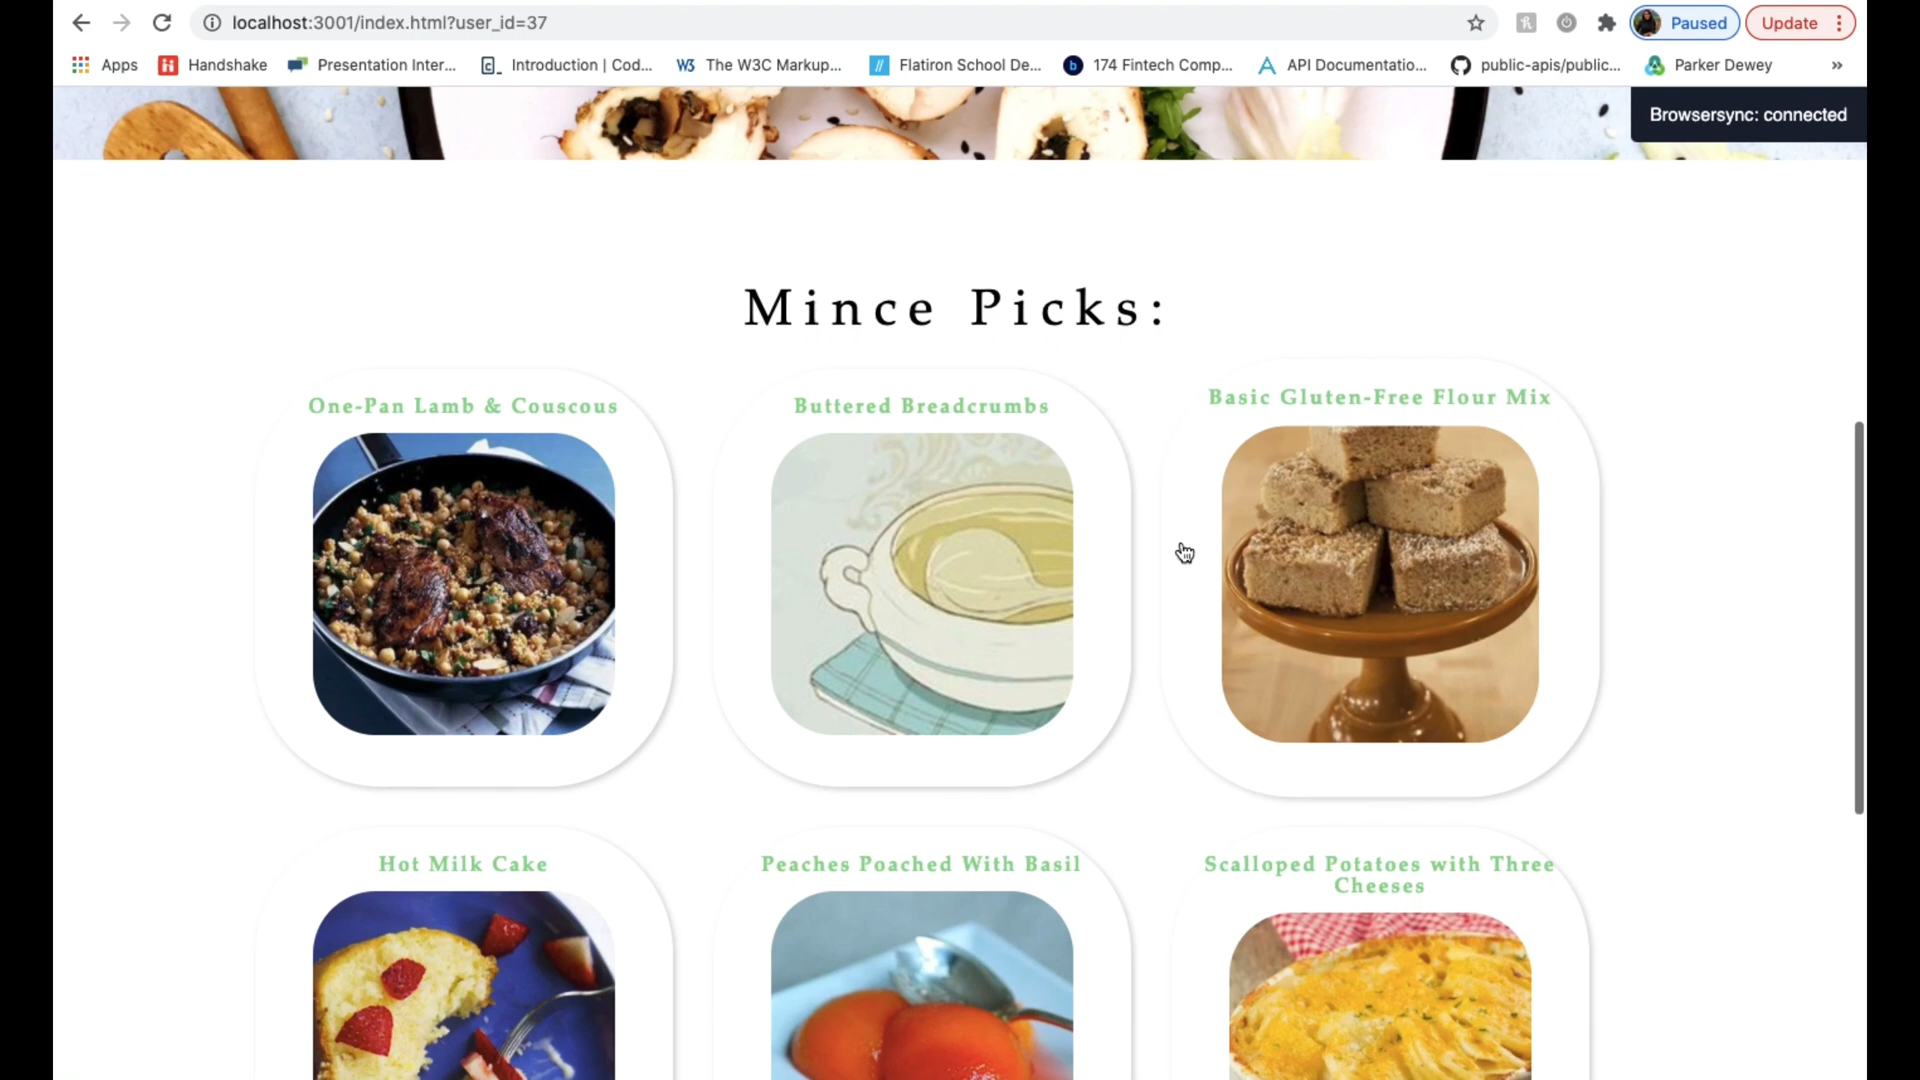 localhost:3001/index.html?user_id=37
Paused
Update
Apps
Handshake
Presentation Inter...
Introduction | Cod...
The W3C Markup...
Flatiron School De...
174 Fintech Comp...
API Documentatio...
public-apis/public...
Parker Dewey
»
Browsersync: connected
Mince Picks:
One-Pan Lamb & Couscous
Buttered Breadcrumbs
Basic Gluten-Free Flour Mix
Hot Milk Cake
Peaches Poached With Basil
Scalloped Potatoes with Three
Cheeses